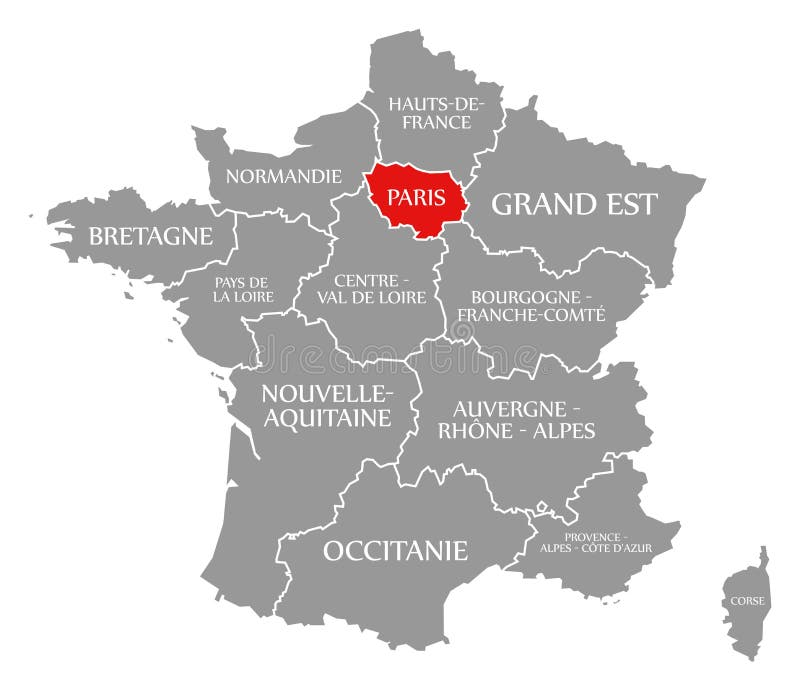 HAUTS-DE-
FRANCE
NORMANDIE
PARIS
GRAND EST
BRETAGNE
PAYS DE
LA LOIRE
CENTRE -
VAL DE LOIRE
BOURGOGNE -
FRANCHE-COMTÉ
dreamstime
NOUVELLE-
AQUITAINE
AUVERGNE -
RHÔNE - ALPES
OCCITANIE
PROVENCE -
ALPES - CÔTE D'AZUR
CORSE